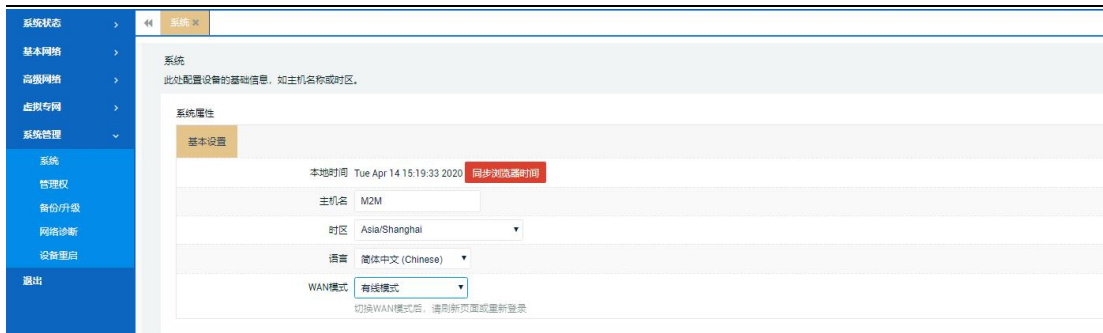 系统状态
基本网络
高级网络
虚拟专网
系统管理
系统
管理权
备份/升级
网络诊断
设备重启
退出
系统
系统
此处配置设备的基础信息，如主机名称或时区。
系统属性
基本设置
本地时间 Tue Apr 14 15:19:33 2020 同步浏览器时间
主机名 M2M
时区 Asia/Shanghai
语言 简体中文 (Chinese)
WAN模式 有线模式
切换WAN模式后，请刷新页面或重新登录